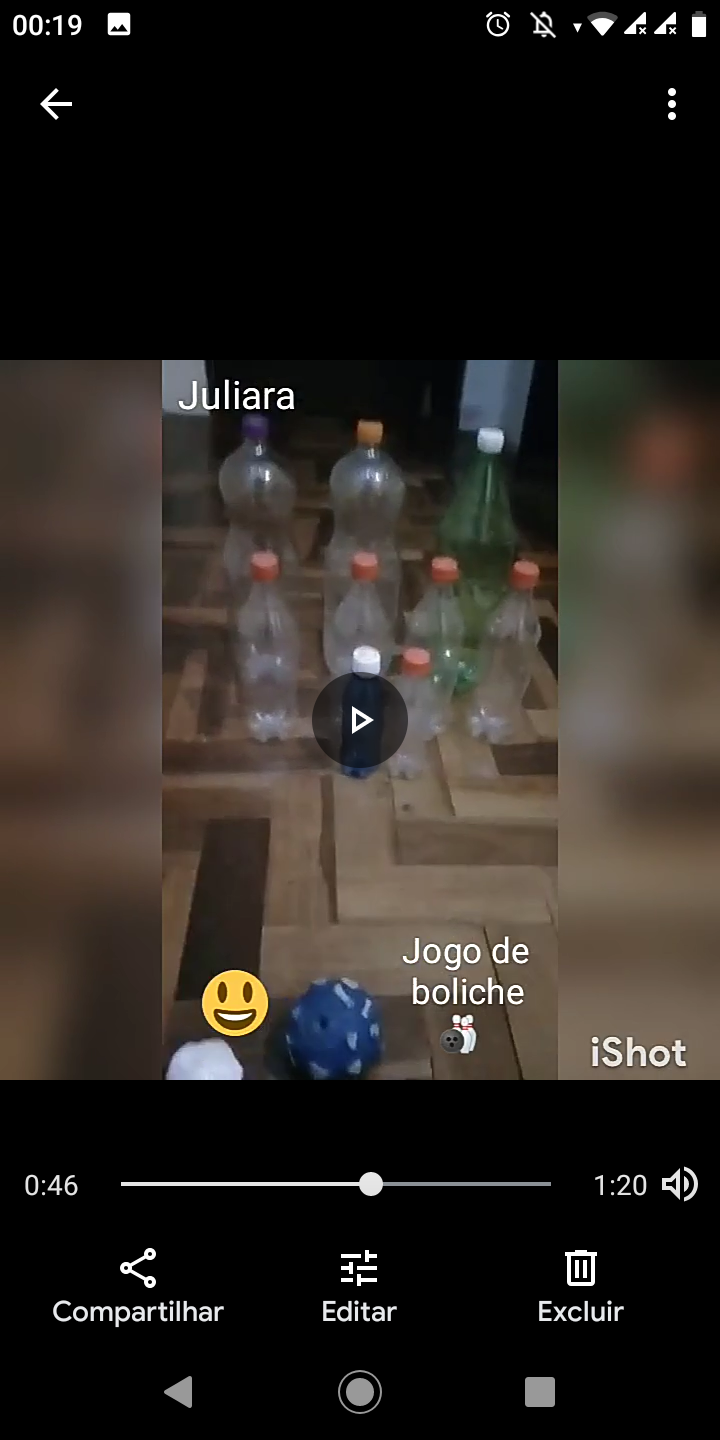 00:19
Juliara
Jogo de
boliche
iShot
0:46
1:20
Compartilhar
Editar
Excluir